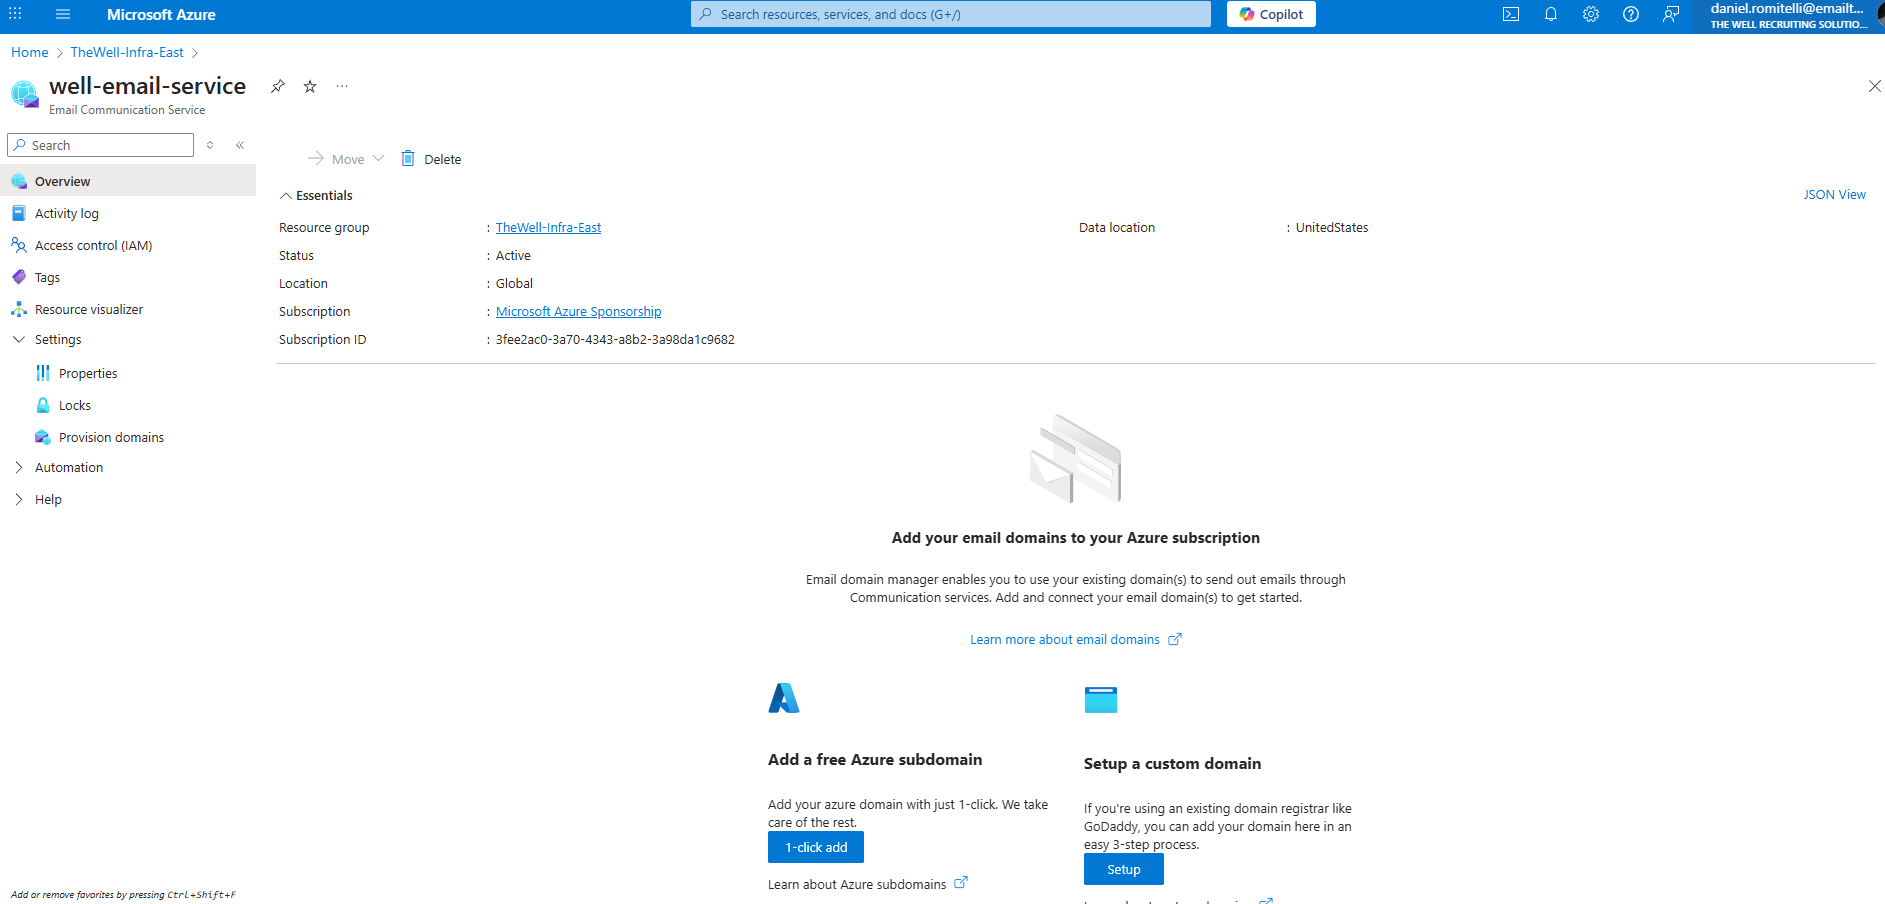 Microsoft Azure
Search resources, services, and docs (G+/)
Copilot
daniel.romitelli@emailt...
THE WELL RECRUITING SOLUTIO...
Home > TheWell-Infra-East >
well-email-service
Email Communication Service
Search
Overview
Activity log
Access control (IAM)
Tags
Resource visualizer
Settings
Properties
Locks
Provision domains
Automation
Help
Add or remove favorites by pressing Ctrl+Shift+F
Move
Delete
Essentials
JSON View
Resource group : TheWell-Infra-East
Status : Active
Location : Global
Subscription : Microsoft Azure Sponsorship
Subscription ID : 3fee2ac0-3a70-4343-a8b2-3a98da1c9682
Data location : UnitedStates
Add your email domains to your Azure subscription
Email domain manager enables you to use your existing domain(s) to send out emails through
Communication services. Add and connect your email domain(s) to get started.
Learn more about email domains
Add a free Azure subdomain
Add your azure domain with just 1-click. We take
care of the rest.
1-click add
Learn about Azure subdomains
Setup a custom domain
If you're using an existing domain registrar like
GoDaddy, you can add your domain here in an
easy 3-step process.
Setup